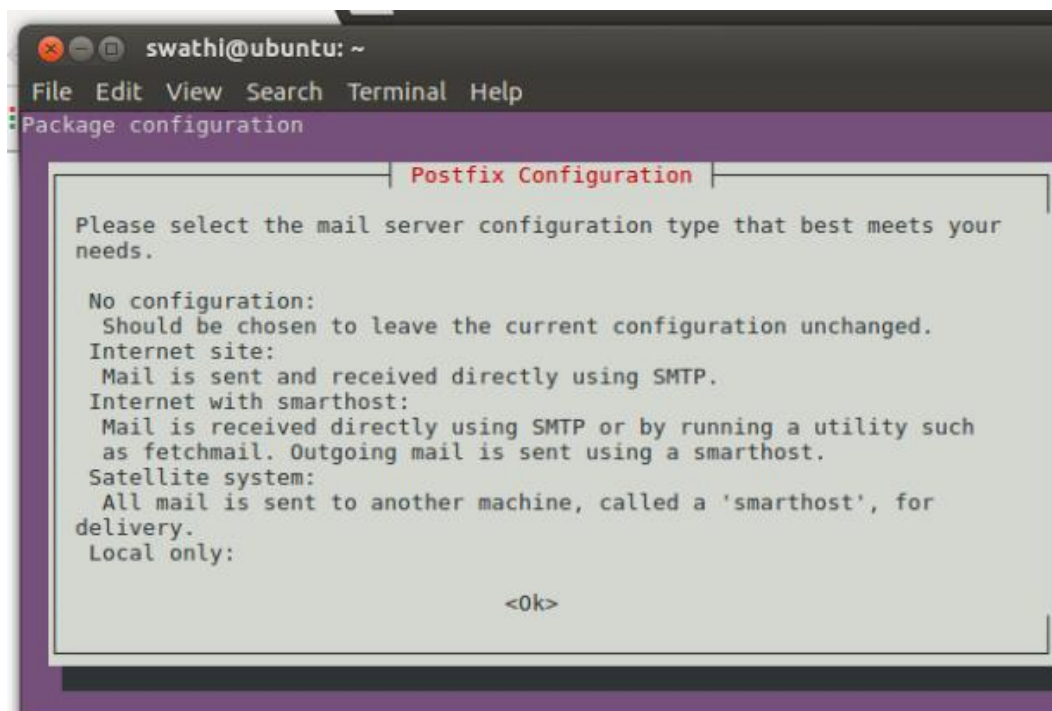 swathi@ubuntu: ~
File Edit View Search Terminal Help
Package configuration
Postfix Configuration
Please select the mail server configuration type that best meets your
needs.
No configuration:
Should be chosen to leave the current configuration unchanged.
Internet site:
Mail is sent and received directly using SMTP.
Internet with smarthost:
Mail is received directly using SMTP or by running a utility such
as fetchmail. Outgoing mail is sent using a smarthost.
Satellite system:
All mail is sent to another machine, called a 'smarthost', for
delivery.
Local only:
<Ok>